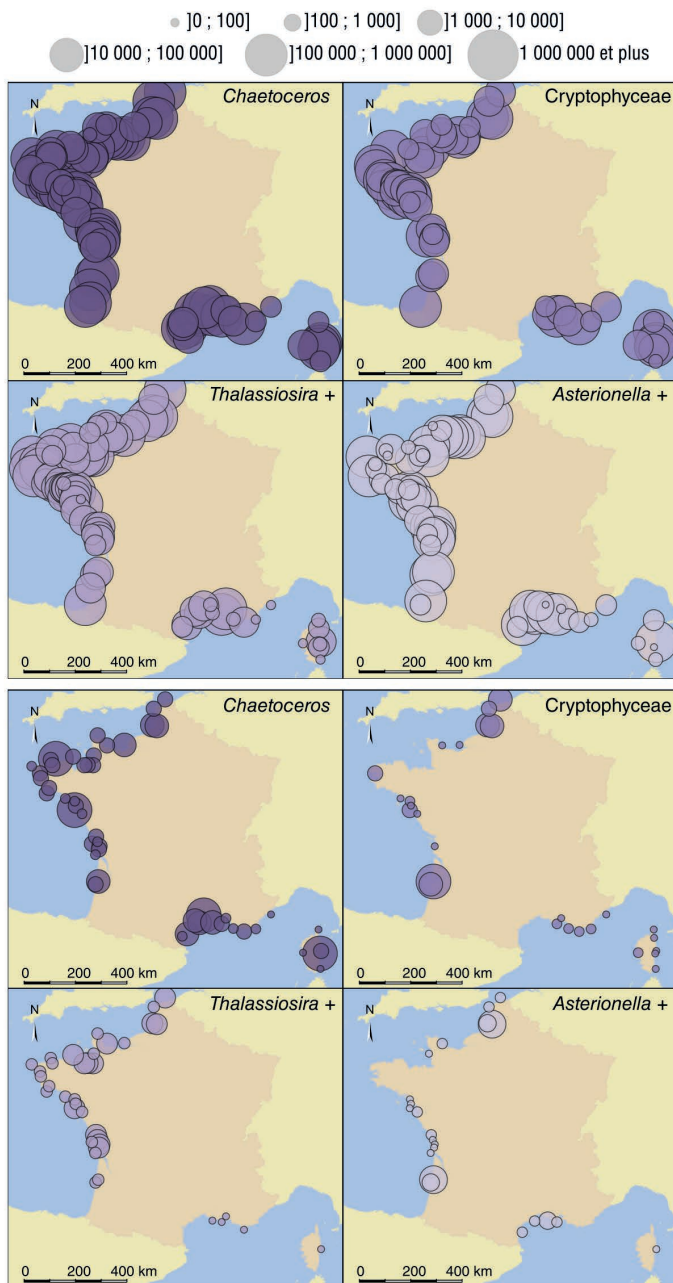 ]0 ; 100] ]100 ; 1 000] ]1 000 ; 10 000]
]10 000 ; 100 000] ]100 000 ; 1 000 000] 1 000 000 et plus
N Chaetoceros
0 200 400 km
N Cryptophyceae
0 200 400 km
N Thalassiosira +
0 200 400 km
N Asterionella +
0 200 400 km
N Chaetoceros
0 200 400 km
N Cryptophyceae
0 200 400 km
N Thalassiosira +
0 200 400 km
N Asterionella +
0 200 400 km